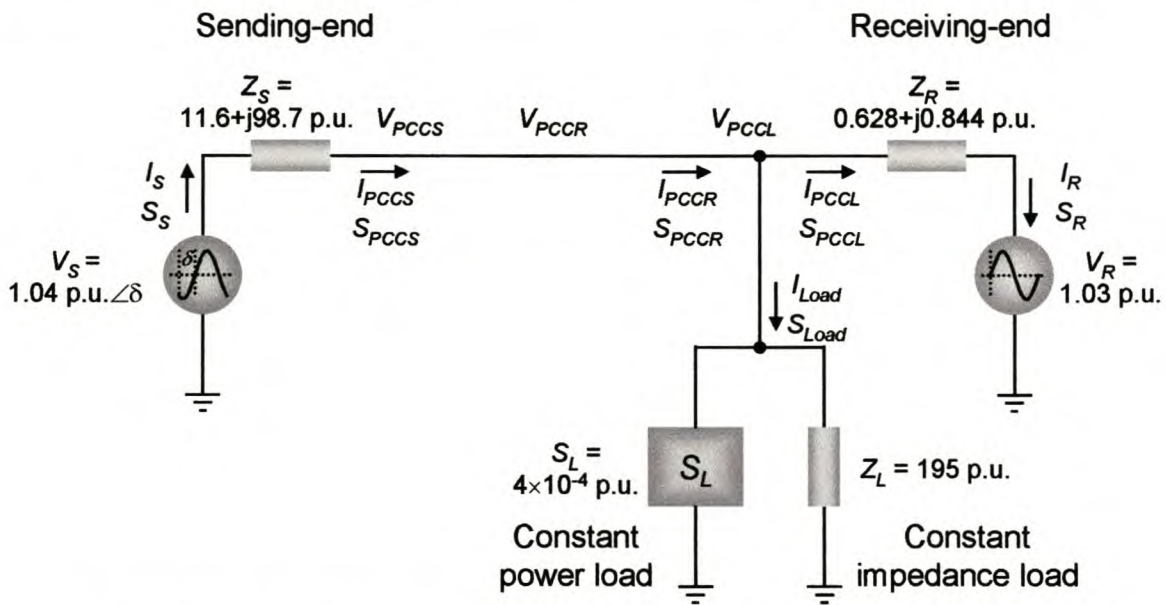 Sending-end
Receiving-end
Z_S =
11.6+j98.7 p.u.
V_PCCS
V_PCCR
V_PCCL
Z_R =
0.628+j0.844 p.u.
I_S
S_S
I_PCCS
S_PCCS
I_PCCR
S_PCCR
I_PCCL
S_PCCL
I_R
S_R
V_S =
1.04 p.u.∠δ
δ
V_R =
1.03 p.u.
I_Load
S_Load
S_L =
4×10⁻⁴ p.u.
S_L
Z_L = 195 p.u.
Constant
power load
Constant
impedance load